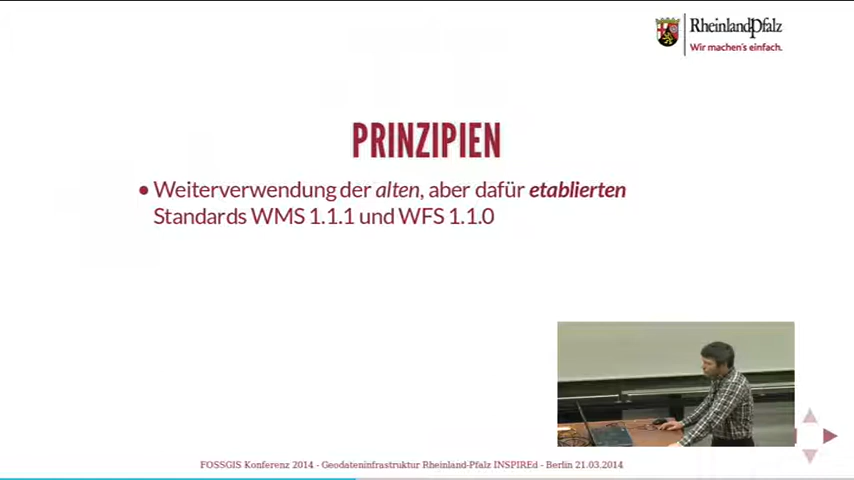 RheinlandPfalz
Wir machen's einfach.
PRINZIPIEN
• Weiterverwendung der alten, aber dafür etablierten
Standards WMS 1.1.1 und WFS 1.1.0
FOSSGIS Konferenz 2014 - Geodateninfrastruktur Rheinland-Pfalz INSPIREd - Berlin 21.03.2014